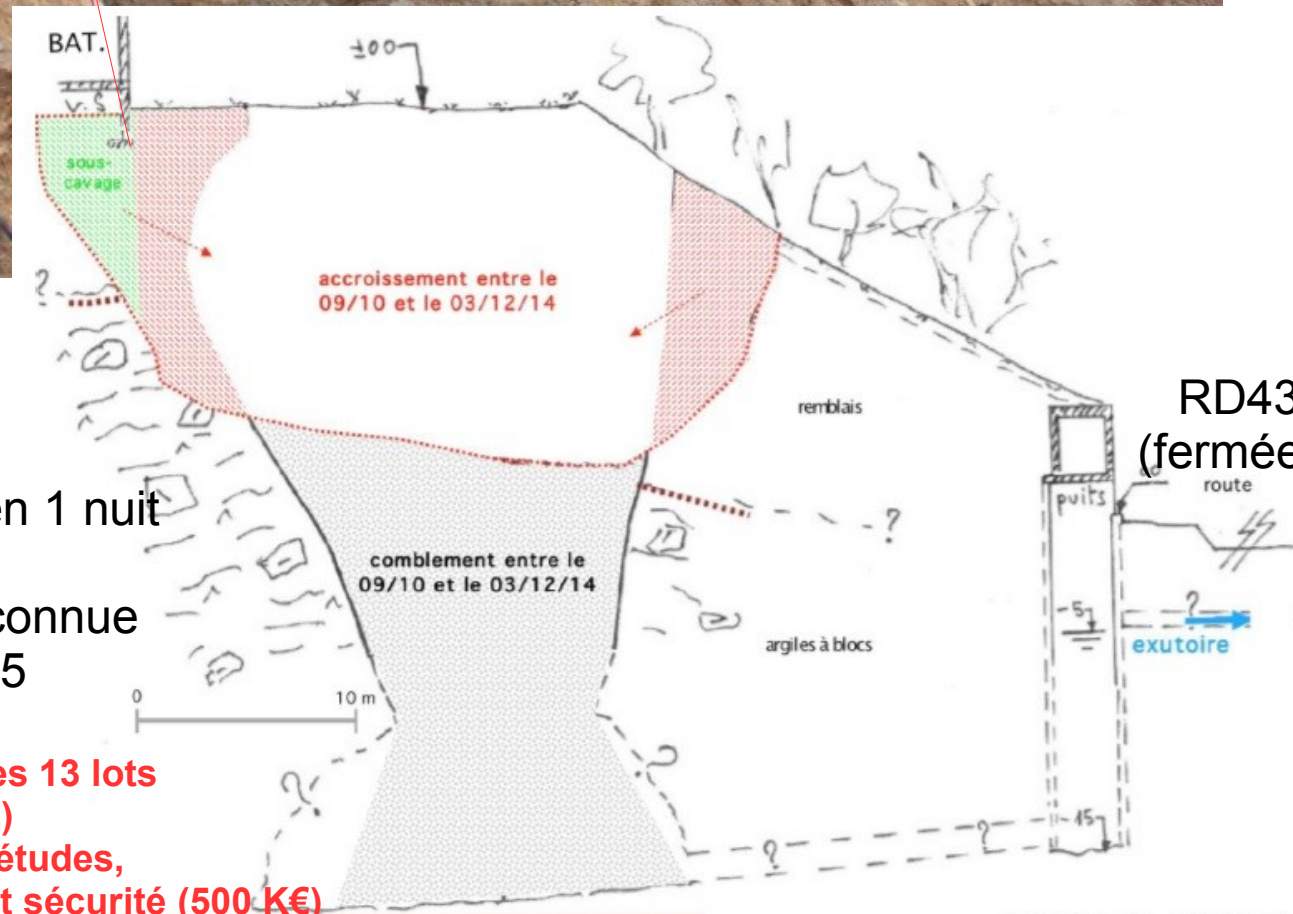 BAT.
±00
V.S
sous-
cavage
?
accroissement entre le
09/10 et le 03/12/14
remblais
RD43
(fermée
route
puits
en 1 nuit
?
comblement entre le
09/10 et le 03/12/14
connue
5
-5
?
exutoire
argiles à blocs
0
10 m
es 13 lots
)
études,
t sécurité (500 K€)
?
?
-15
?
?
?